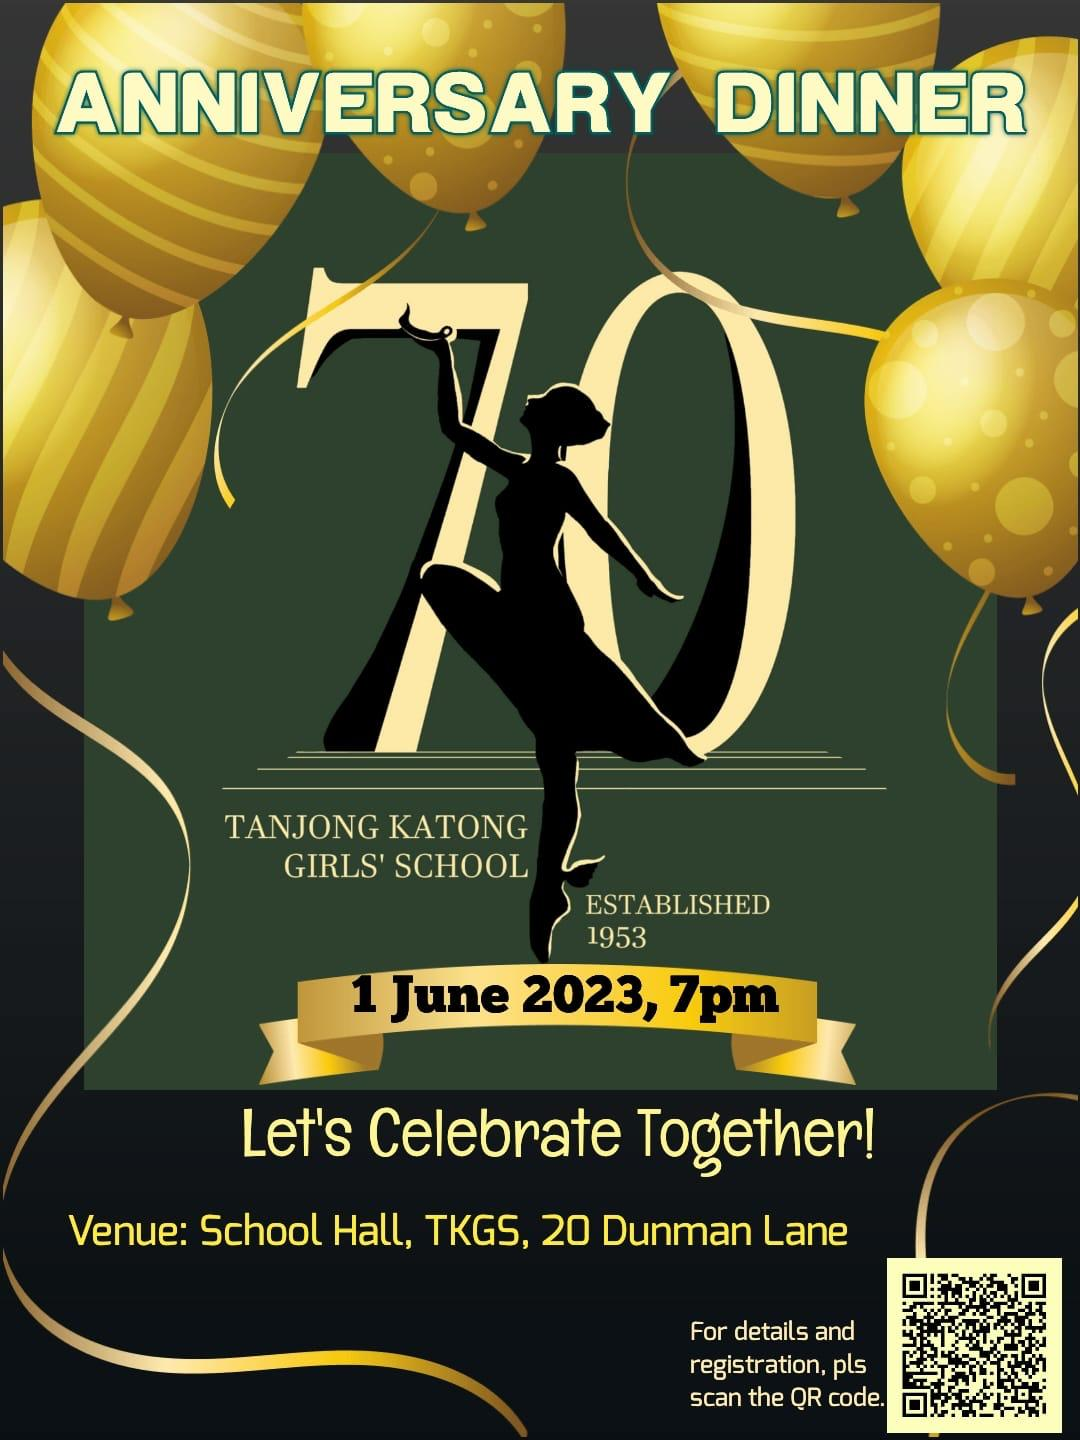 ANNIVERSARY DINNER
70
TANJONG KATONG
GIRLS' SCHOOL
ESTABLISHED
1953
1 June 2023, 7pm
Let's Celebrate Together!
Venue: School Hall, TKGS, 20 Dunman Lane
For details and
registration, pls
scan the QR code.